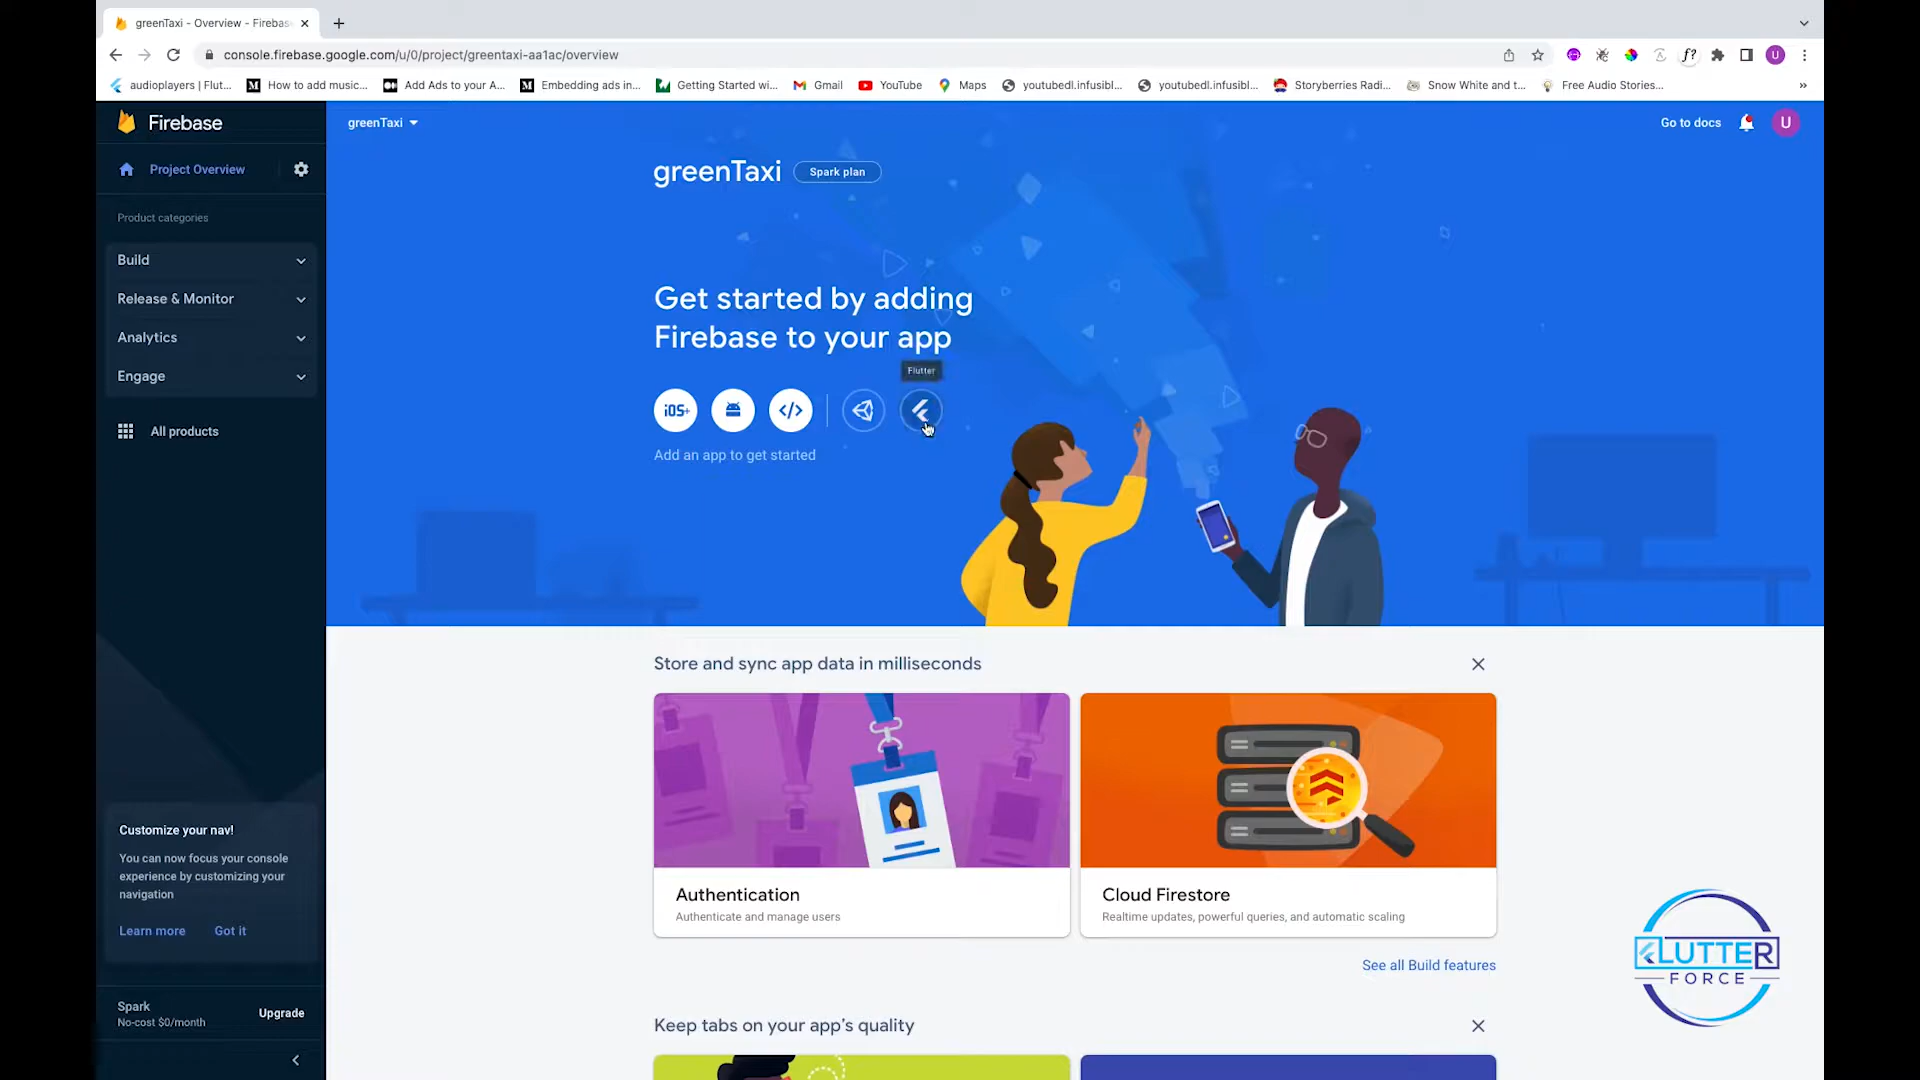 greenTaxi - Overview - Firebas
console.firebase.google.com/u/0/project/greentaxi-aa1ac/overview
U
audioplayers | Flut...
How to add music...
Add Ads to your A...
Embedding ads in...
Getting Started wi...
Gmail
YouTube
Maps
youtubedl.infusibl...
youtubedl.infusibl...
Storyberries Radi...
Snow White and t...
Free Audio Stories...
Firebase
greenTaxi
Go to docs
U
Project Overview
greenTaxi
Spark plan
Product categories
Build
Release & Monitor
Analytics
Engage
All products
Get started by adding
Firebase to your app
Flutter
iOS+
Add an app to get started
Store and sync app data in milliseconds
Authentication
Authenticate and manage users
Cloud Firestore
Realtime updates, powerful queries, and automatic scaling
See all Build features
Keep tabs on your app's quality
Customize your nav!
You can now focus your console
experience by customizing your
navigation
Learn more
Got it
Spark
No-cost $0/month
Upgrade
FLUTTER
FORCE